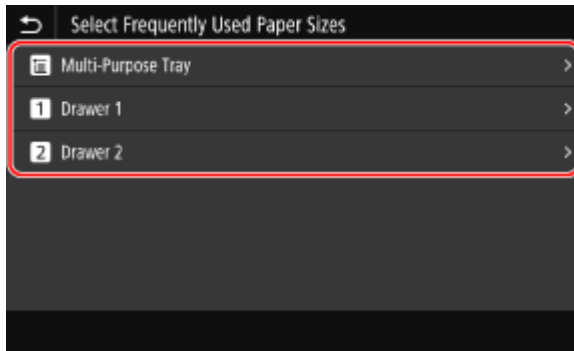 Select Frequently Used Paper Sizes
Multi-Purpose Tray
1 Drawer 1
2 Drawer 2